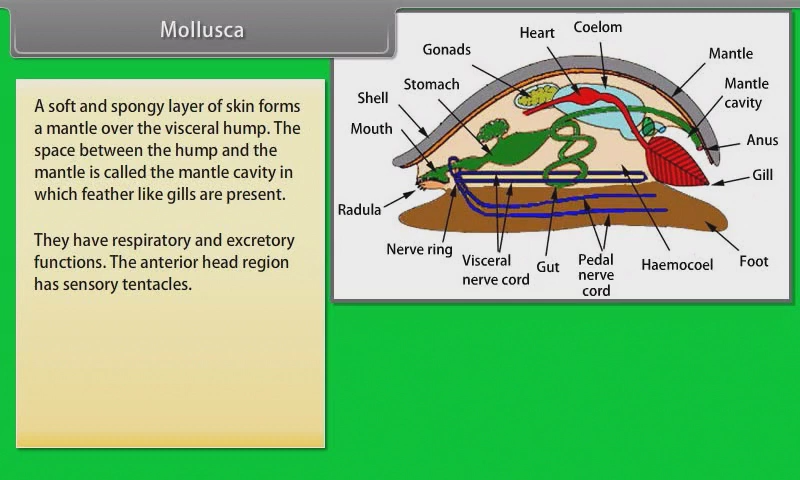 Mollusca
A soft and spongy layer of skin forms
a mantle over the visceral hump. The
space between the hump and the
mantle is called the mantle cavity in
which feather like gills are present.
They have respiratory and excretory
functions. The anterior head region
has sensory tentacles.
Coelom
Heart
Gonads
Mantle
Stomach
Mantle
cavity
Shell
Mouth
Anus
Gill
Radula
Nerve ring
Visceral
nerve cord
Gut
Pedal
nerve
cord
Haemocoel
Foot